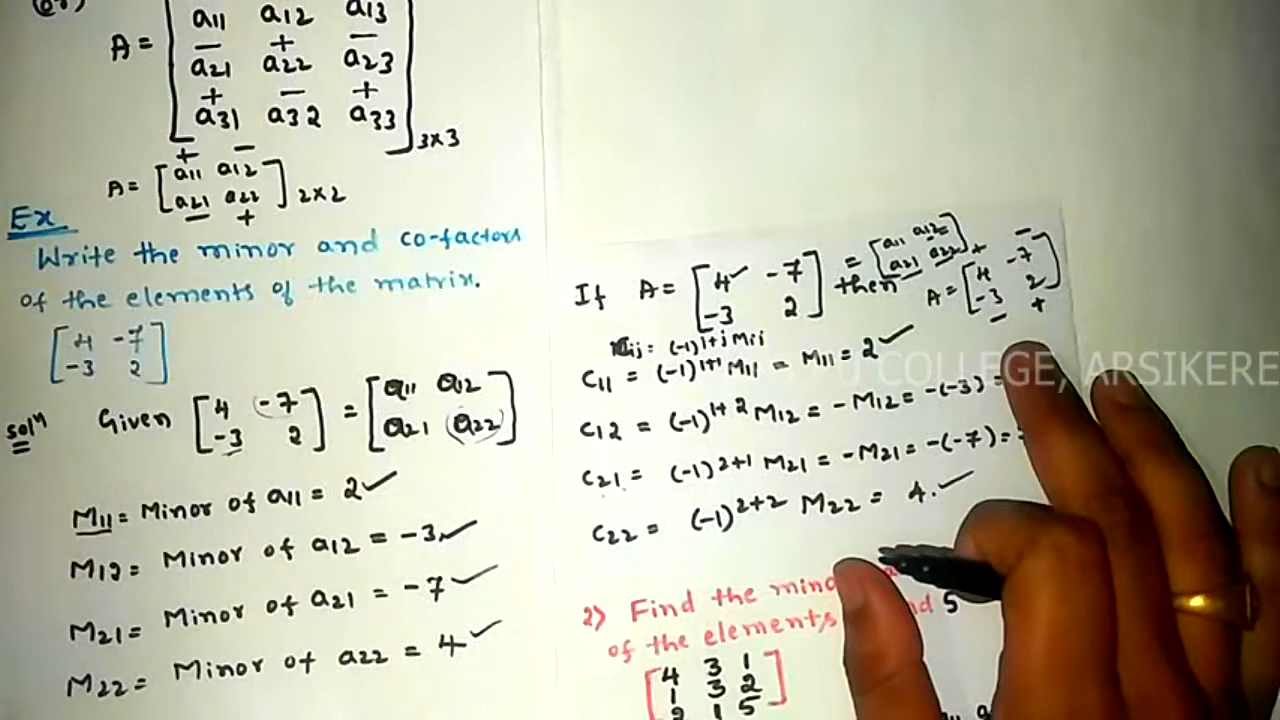 (or)
A = [ a11 a12 a13
− + −
a21 a22 a23
+ − +
a31 a32 a33 ] 3×3
+ −
A = [ a11 a12
a21 a22 ] 2×2
− +
Ex
Write the minor and co-factors
of the elements of the matrix.
[ 4 -7
-3 2 ]
soln Given [ 4 -7 = [ a11 a12
-3 2 ] a21 a22 ]
M11 = Minor of a11 = 2 ✓
M12 = Minor of a12 = -3 ✓
M21 = Minor of a21 = -7 ✓
M22 = Minor of a22 = 4 ✓
If A = [ 4 ✓ -7 = [ a11 a12
-3 2 ] a21 a22 ] then
+ −
A = [ 4 -7
-3 2 ]
− +
Cij = (-1)i+j Mij
C11 = (-1)1+1 M11 = M11 = 2 ✓
C12 = (-1)1+2 M12 = -M12 = -(-3) =
C21 = (-1)2+1 M21 = -M21 = -(-7) =
C22 = (-1)2+2 M22 = 4. ✓
COLLEGE, ARSIKERE
2) Find the
of the elements 5
[ 4 3 1
1 3 2
2 1 5